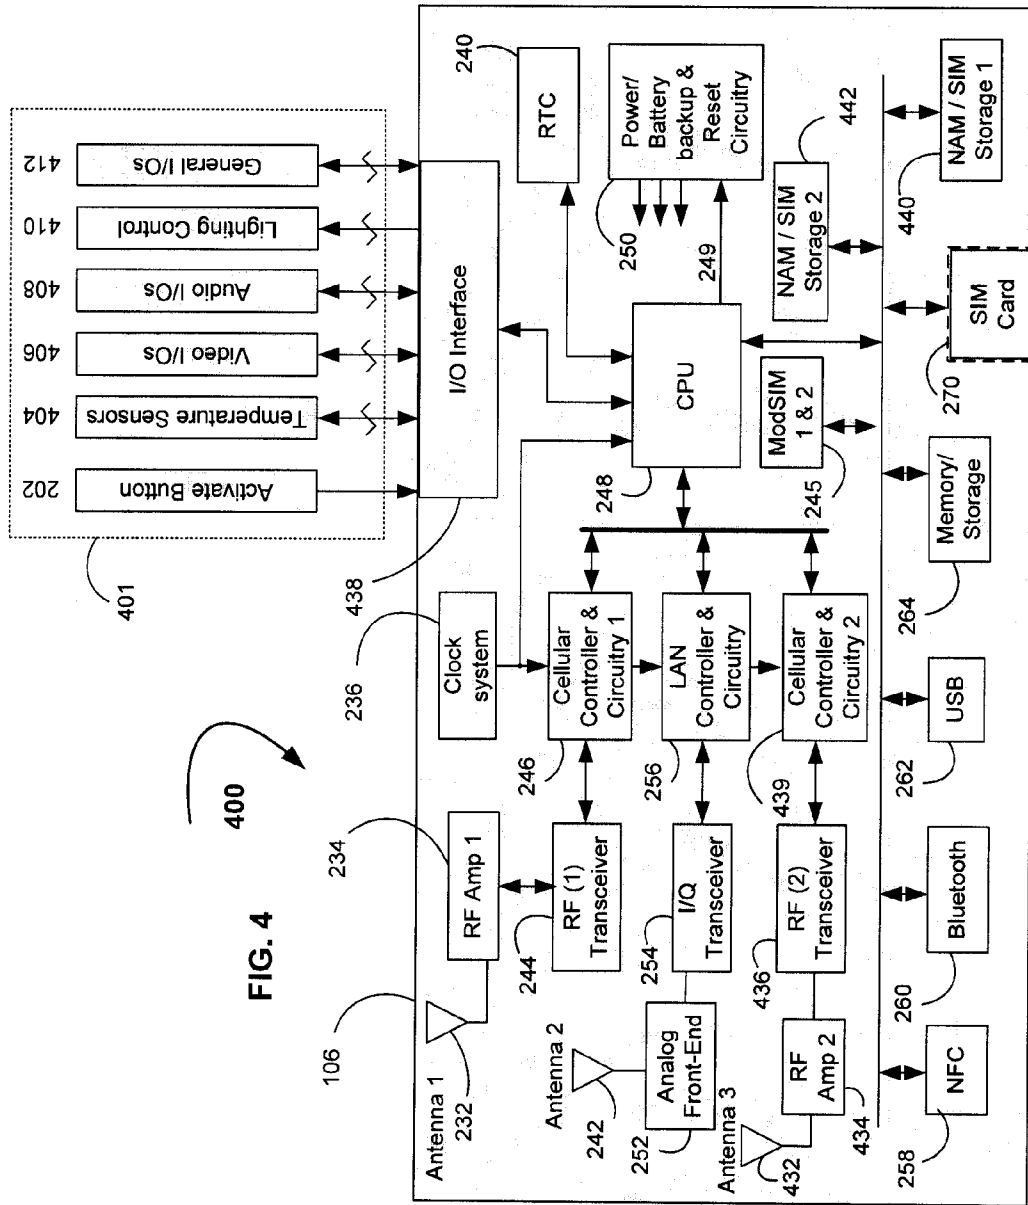 FIG. 4
400
106
401
202
Activate Button
404
Temperature Sensors
406
Video I/Os
408
Audio I/Os
410
Lighting Control
412
General I/Os
438
I/O Interface
Antenna 1
232
234
RF Amp 1
236
Clock
system
240
RTC
Antenna 2
242
244
RF (1)
Transceiver
246
Cellular
Controller &
Circuitry 1
248
CPU
249
250
Power/
Battery
backup &
Reset
Circuitry
252
Analog
Front-End
254
I/Q
Transceiver
256
LAN
Controller &
Circuitry
245
ModSIM
1 & 2
442
NAM / SIM
Storage 2
Antenna 3
432
434
RF
Amp 2
436
RF (2)
Transceiver
439
Cellular
Controller &
Circuitry 2
258
NFC
260
Bluetooth
262
USB
264
Memory/
Storage
270
SIM
Card
440
NAM / SIM
Storage 1